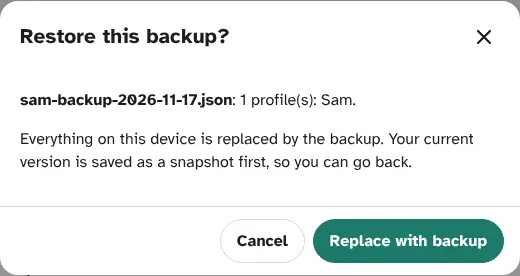 Restore this backup?
sam-backup-2026-11-17.json: 1 profile(s): Sam.
Everything on this device is replaced by the backup. Your current
version is saved as a snapshot first, so you can go back.
Cancel
Replace with backup